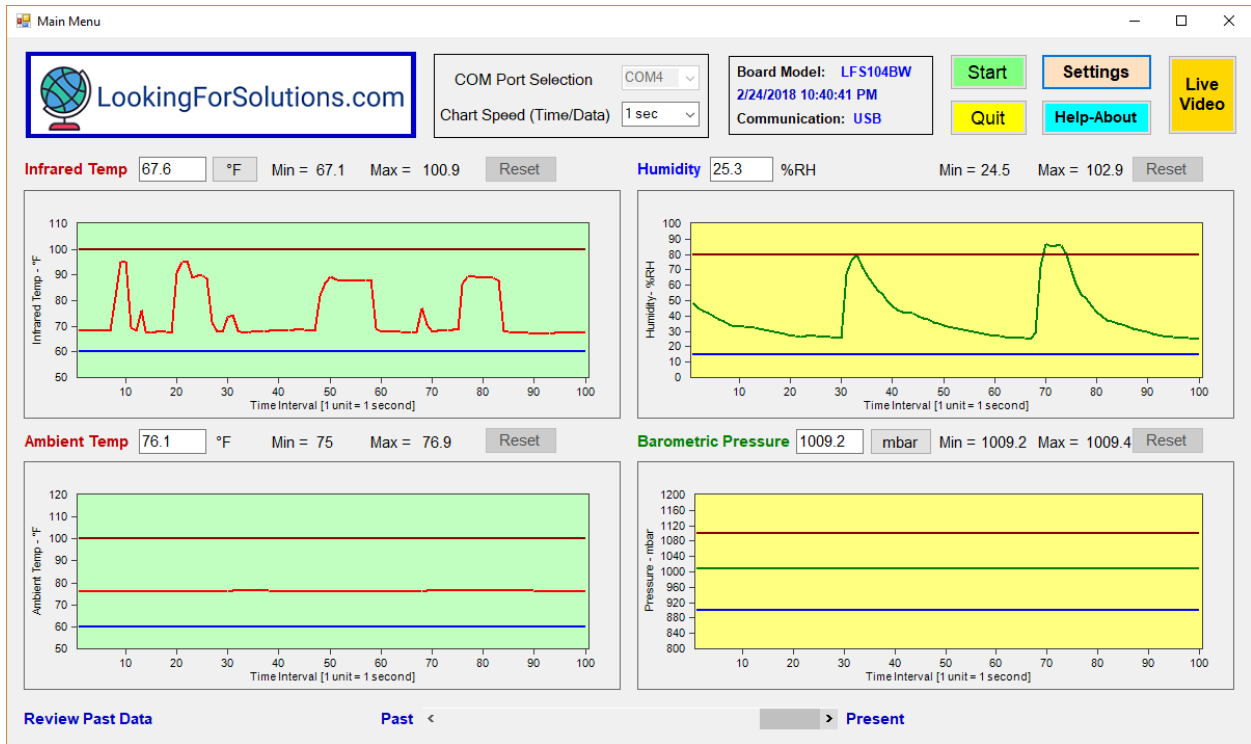 Main Menu
LookingForSolutions.com
COM Port Selection COM4
Chart Speed (Time/Data) 1 sec
Board Model: LFS104BW
2/24/2018 10:40:41 PM
Communication: USB
Start
Settings
Quit
Help-About
Live
Video
Infrared Temp 67.6 °F Min = 67.1 Max = 100.9 Reset
110
100
90
80
70
60
50
Infrared Temp - °F
10 20 30 40 50 60 70 80 90 100
Time Interval [1 unit = 1 second]
Humidity 25.3 %RH Min = 24.5 Max = 102.9 Reset
100
90
80
70
60
50
40
30
20
10
0
Humidity- %RH
10 20 30 40 50 60 70 80 90 100
Time Interval [1 unit = 1 second]
Ambient Temp 76.1 °F Min = 75 Max = 76.9 Reset
120
110
100
90
80
70
60
50
Ambient Temp - °F
10 20 30 40 50 60 70 80 90 100
Time Interval [1 unit = 1 second]
Barometric Pressure 1009.2 mbar Min = 1009.2 Max = 1009.4 Reset
1200
1160
1120
1080
1040
1000
960
920
880
840
800
Pressure - mbar
10 20 30 40 50 60 70 80 90 100
Time Interval [1 unit = 1 second]
Review Past Data Past < > Present